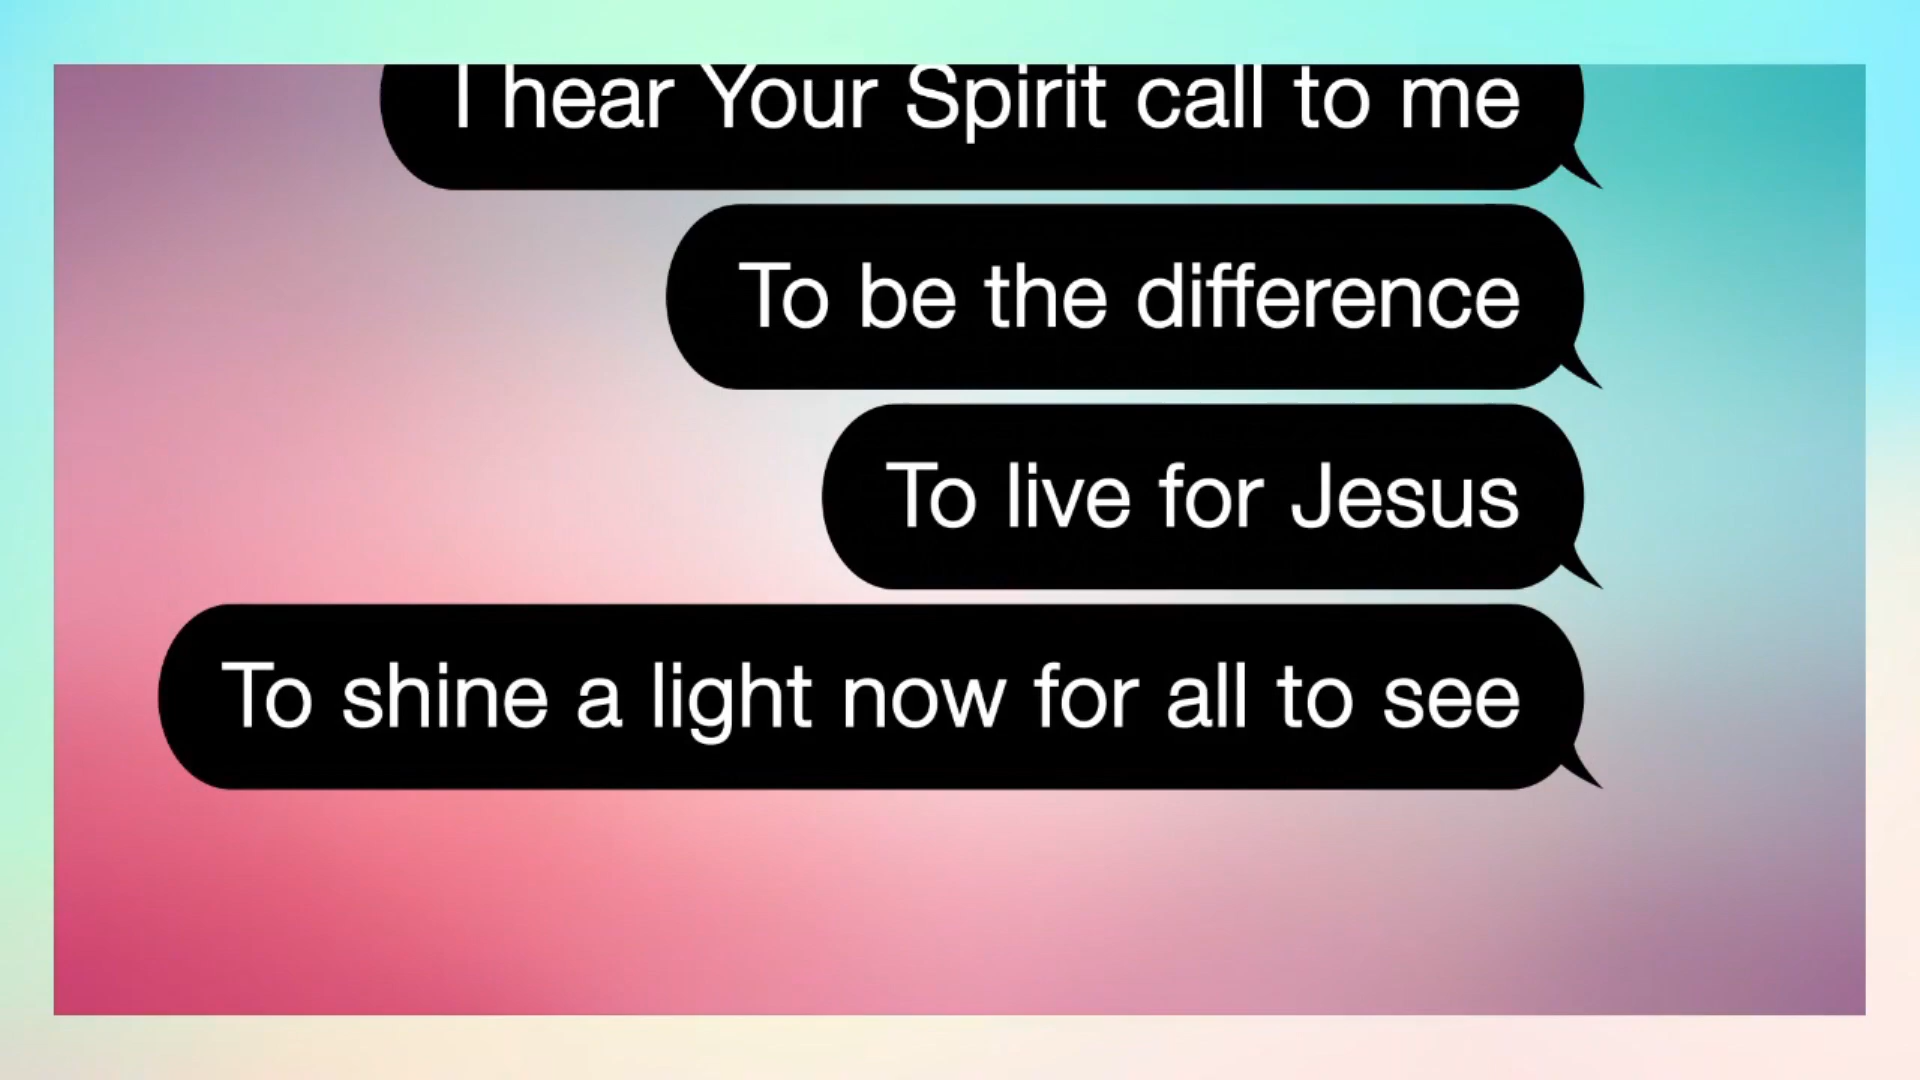 I hear Your Spirit call to me
To be the difference
To live for Jesus
To shine a light now for all to see